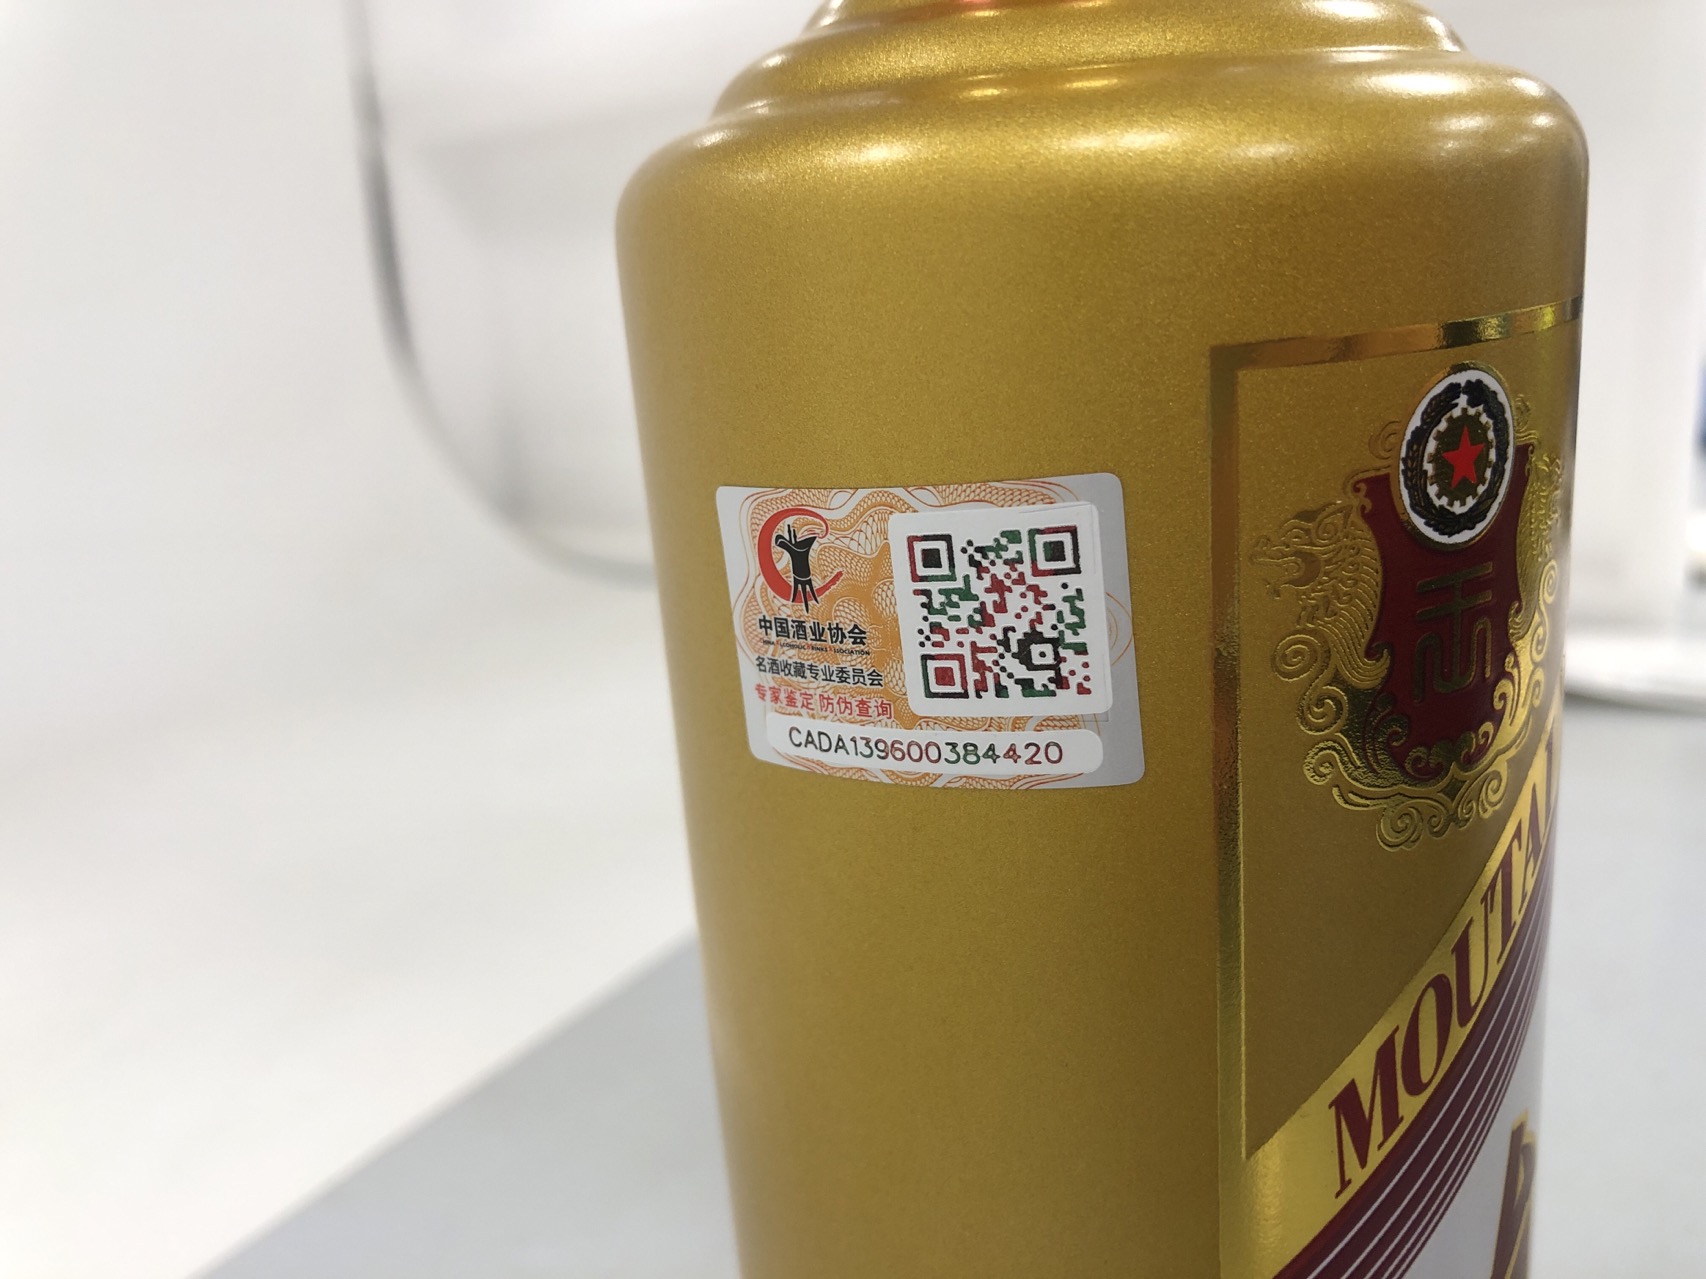 中国酒业协会
名酒收藏专业委员会
专家鉴定 防伪查询
CADA139600384420
MOUTAI